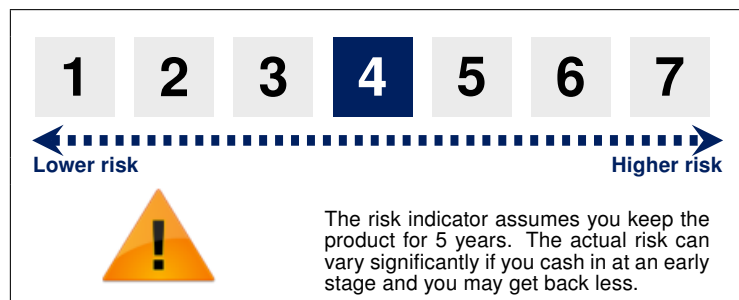 1 2 3 4 5 6 7
Lower risk Higher risk
!
The risk indicator assumes you keep the
product for 5 years. The actual risk can
vary significantly if you cash in at an early
stage and you may get back less.